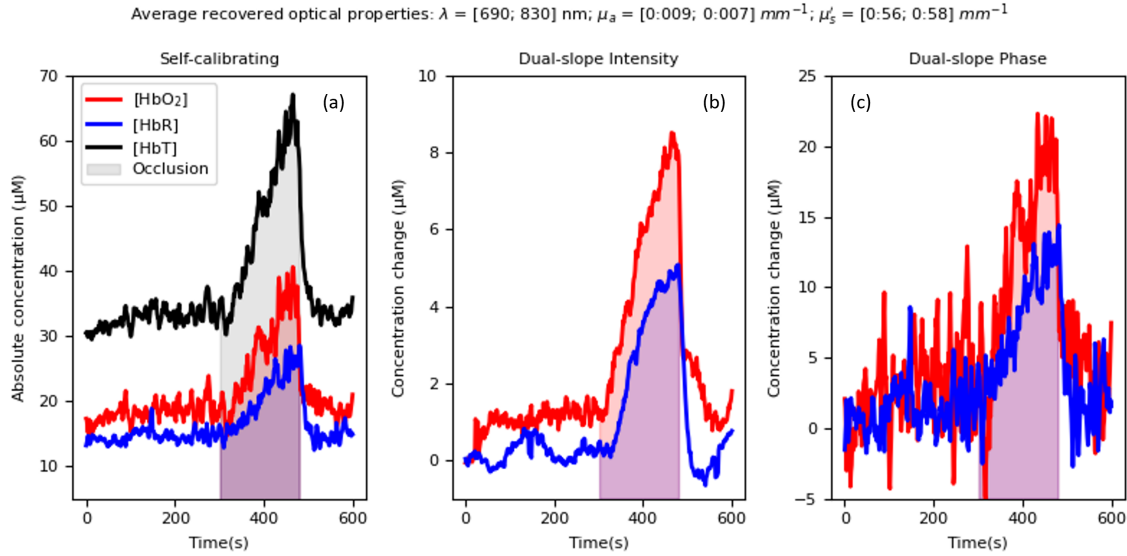 Average recovered optical properties: λ = [690; 830] nm; μₐ = [0:009; 0:007] mm⁻¹; μ′ₛ = [0:56; 0:58] mm⁻¹
Self-calibrating
70
60
50
40
30
20
10
Absolute concentration (μM)
[HbO₂]
[HbR]
[HbT]
Occlusion
(a)
0 200 400 600
Time(s)
Dual-slope Intensity
10
8
6
4
2
0
Concentration change (μM)
(b)
0 200 400 600
Time(s)
Dual-slope Phase
25
20
15
10
5
0
−5
Concentration change (μM)
(c)
0 200 400 600
Time(s)